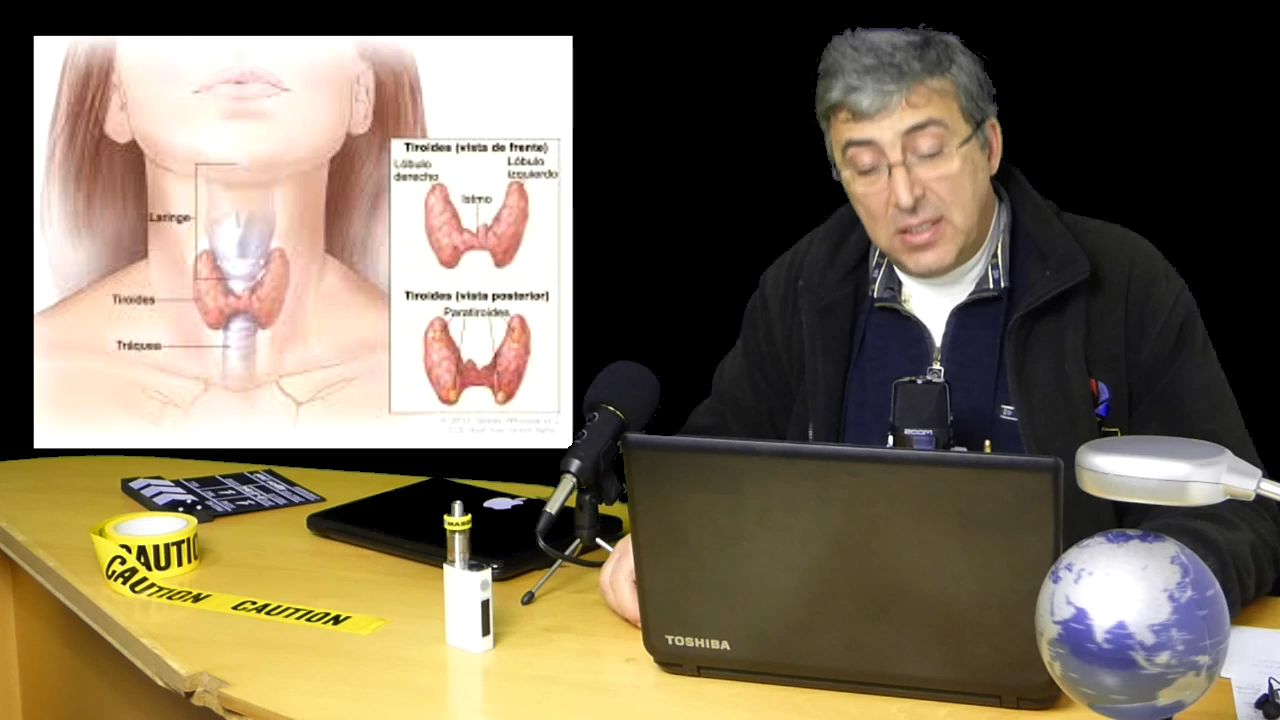 Tiroides (vista de frente)
Lóbulo
derecho
Lóbulo
izquierdo
Istmo
Laringe
Tiroides
Tráquea
Tiroides (vista posterior)
Paratiroides
zoom
CAUTIO
CAUTION CAUTION
TOSHIBA